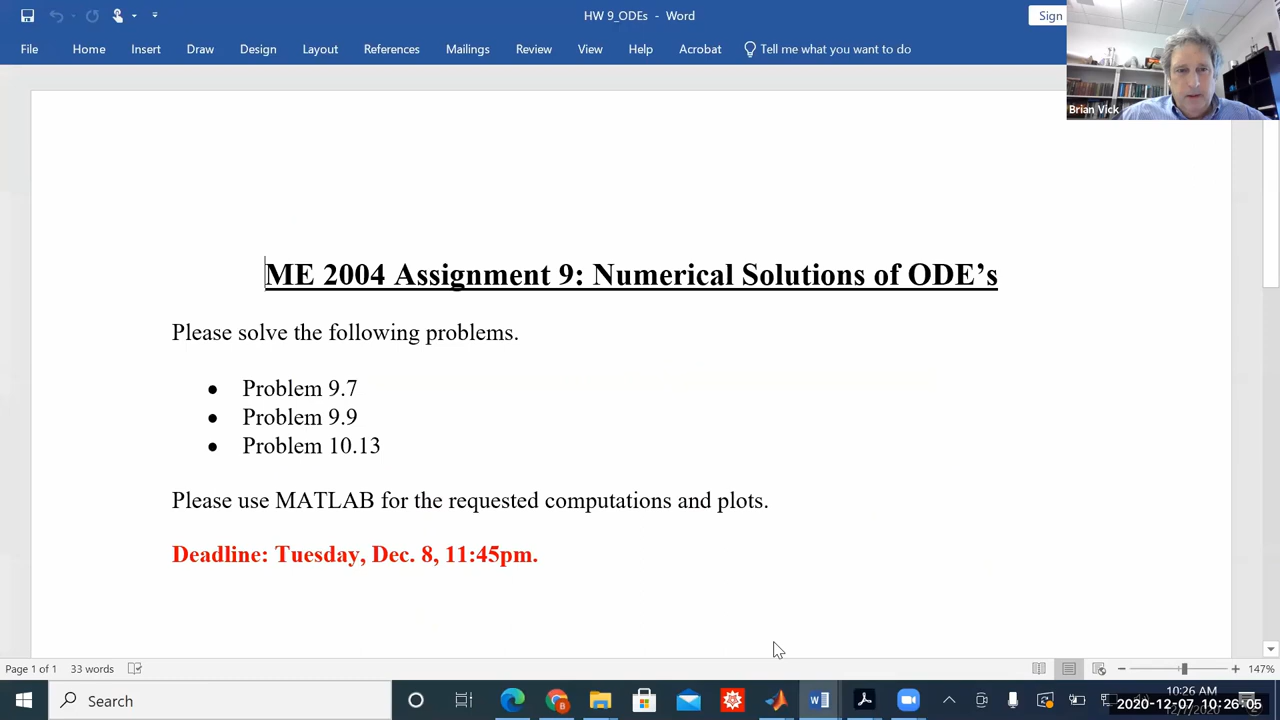 HW 9_ODEs - Word
Sign
File Home Insert Draw Design Layout References Mailings Review View Help Acrobat Tell me what you want to do
Brian Vick
ME 2004 Assignment 9: Numerical Solutions of ODE’s
Please solve the following problems.
• Problem 9.7
• Problem 9.9
• Problem 10.13
Please use MATLAB for the requested computations and plots.
Deadline: Tuesday, Dec. 8, 11:45pm.
Page 1 of 1 33 words
147%
Search
10:26 AM
2020-12-07 10:26:05